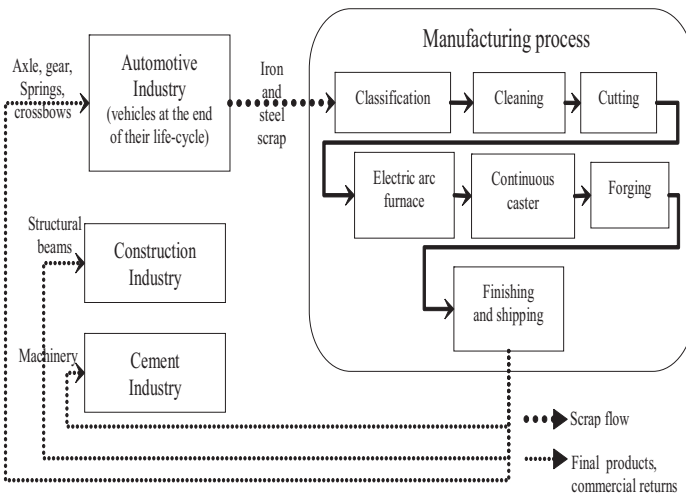 Manufacturing process
Axle, gear,
Springs,
crossbows
Automotive
Industry
(vehicles at the end
of their life-cycle)
Iron
and
steel
scrap
Classification
Cleaning
Cutting
Electric arc
furnace
Continuous
caster
Forging
Structural
beams
Construction
Industry
Finishing
and shipping
Machinery
Cement
Industry
Scrap flow
Final products,
commercial returns